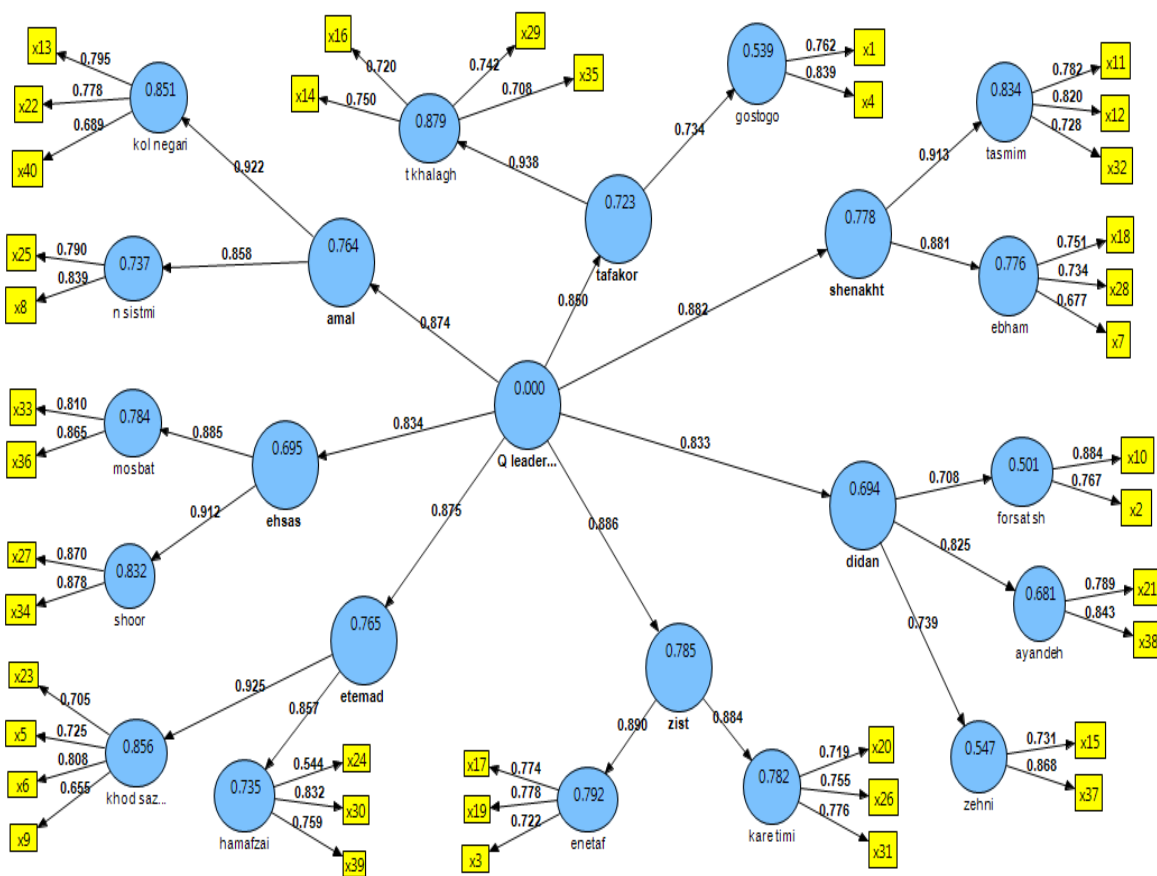 x13
0.795
x22
0.778
x40
0.689
0.851
kol negari
0.922
x16
0.720
x14
0.750
x29
0.742
x35
0.708
0.879
t khalagh
0.938
0.539
gostogo
x1
0.762
x4
0.839
0.734
0.723
tafakor
0.850
x11
0.782
x12
0.820
x32
0.728
0.834
tasmim
0.913
0.778
shenakht
0.881
0.882
x18
0.751
x28
0.734
x7
0.677
0.776
ebham
x25
0.790
x8
0.839
0.737
n sistmi
0.858
0.764
amal
0.874
0.000
Q leader...
x33
0.810
x36
0.865
0.784
mosbat
0.885
0.695
ehsas
0.834
0.912
x27
0.870
x34
0.878
0.832
shoor
0.833
0.694
didan
0.708
0.501
forsat sh
0.884
x10
0.767
x2
0.825
0.681
ayandeh
0.789
x21
0.843
x38
0.739
0.547
zehni
0.731
x15
0.868
x37
0.875
0.765
etemad
0.925
0.857
x23
0.705
x5
0.725
x6
0.808
x9
0.655
0.856
khod saz...
0.735
hamafzai
0.544
x24
0.832
x30
0.759
x39
0.886
0.785
zist
0.890
0.884
x17
0.774
x19
0.778
x3
0.722
0.792
enetaf
0.782
kare timi
0.719
x20
0.755
x26
0.776
x31